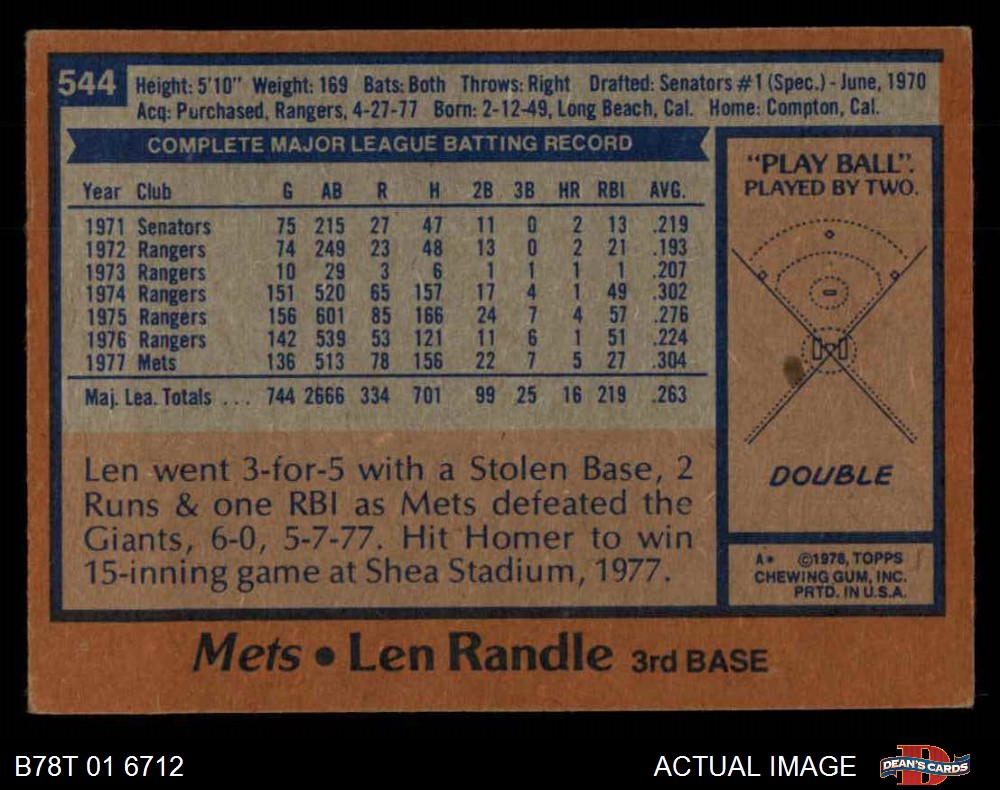 544
Height: 5'10" Weight: 169 Bats: Both Throws: Right Drafted: Senators #1 (Spec.) - June, 1970
Acq: Purchased, Rangers, 4-27-77 Born: 2-12-49, Long Beach, Cal. Home: Compton, Cal.
COMPLETE MAJOR LEAGUE BATTING RECORD
Year Club G AB R H 2B 3B HR RBI AVG.
1971 Senators 75 215 27 47 11 0 2 13 .219
1972 Rangers 74 249 23 48 13 0 2 21 .193
1973 Rangers 10 29 3 6 1 1 1 1 .207
1974 Rangers 151 520 65 157 17 4 1 49 .302
1975 Rangers 156 601 85 166 24 7 4 57 .276
1976 Rangers 142 539 53 121 11 6 1 51 .224
1977 Mets 136 513 78 156 22 7 5 27 .304
Maj. Lea. Totals ... 744 2666 334 701 99 25 16 219 .263
Len went 3-for-5 with a Stolen Base, 2
Runs & one RBI as Mets defeated the
Giants, 6-0, 5-7-77. Hit Homer to win
15-inning game at Shea Stadium, 1977.
"PLAY BALL".
PLAYED BY TWO.
DOUBLE
A* ©1978, TOPPS
CHEWING GUM, INC.
PRTD. IN U.S.A.
Mets • Len Randle 3rd BASE
B78T 01 6712
ACTUAL IMAGE
DEAN'S CARDS